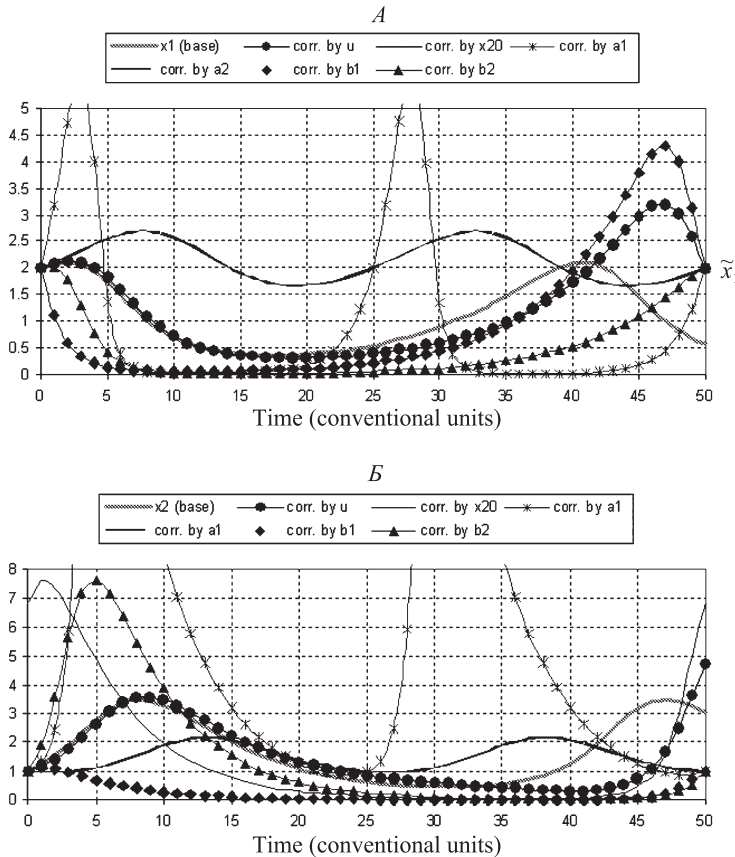 А
x1 (base) corr. by u corr. by x20 corr. by a1
corr. by a2 corr. by b1 corr. by b2
5
4.5
4
3.5
3
2.5
2
1.5
1
0.5
0
x̃
0 5 10 15 20 25 30 35 40 45 50
Time (conventional units)
Б
x2 (base) corr. by u corr. by x20 corr. by a1
corr. by a1 corr. by b1 corr. by b2
8
7
6
5
4
3
2
1
0
0 5 10 15 20 25 30 35 40 45 50
Time (conventional units)